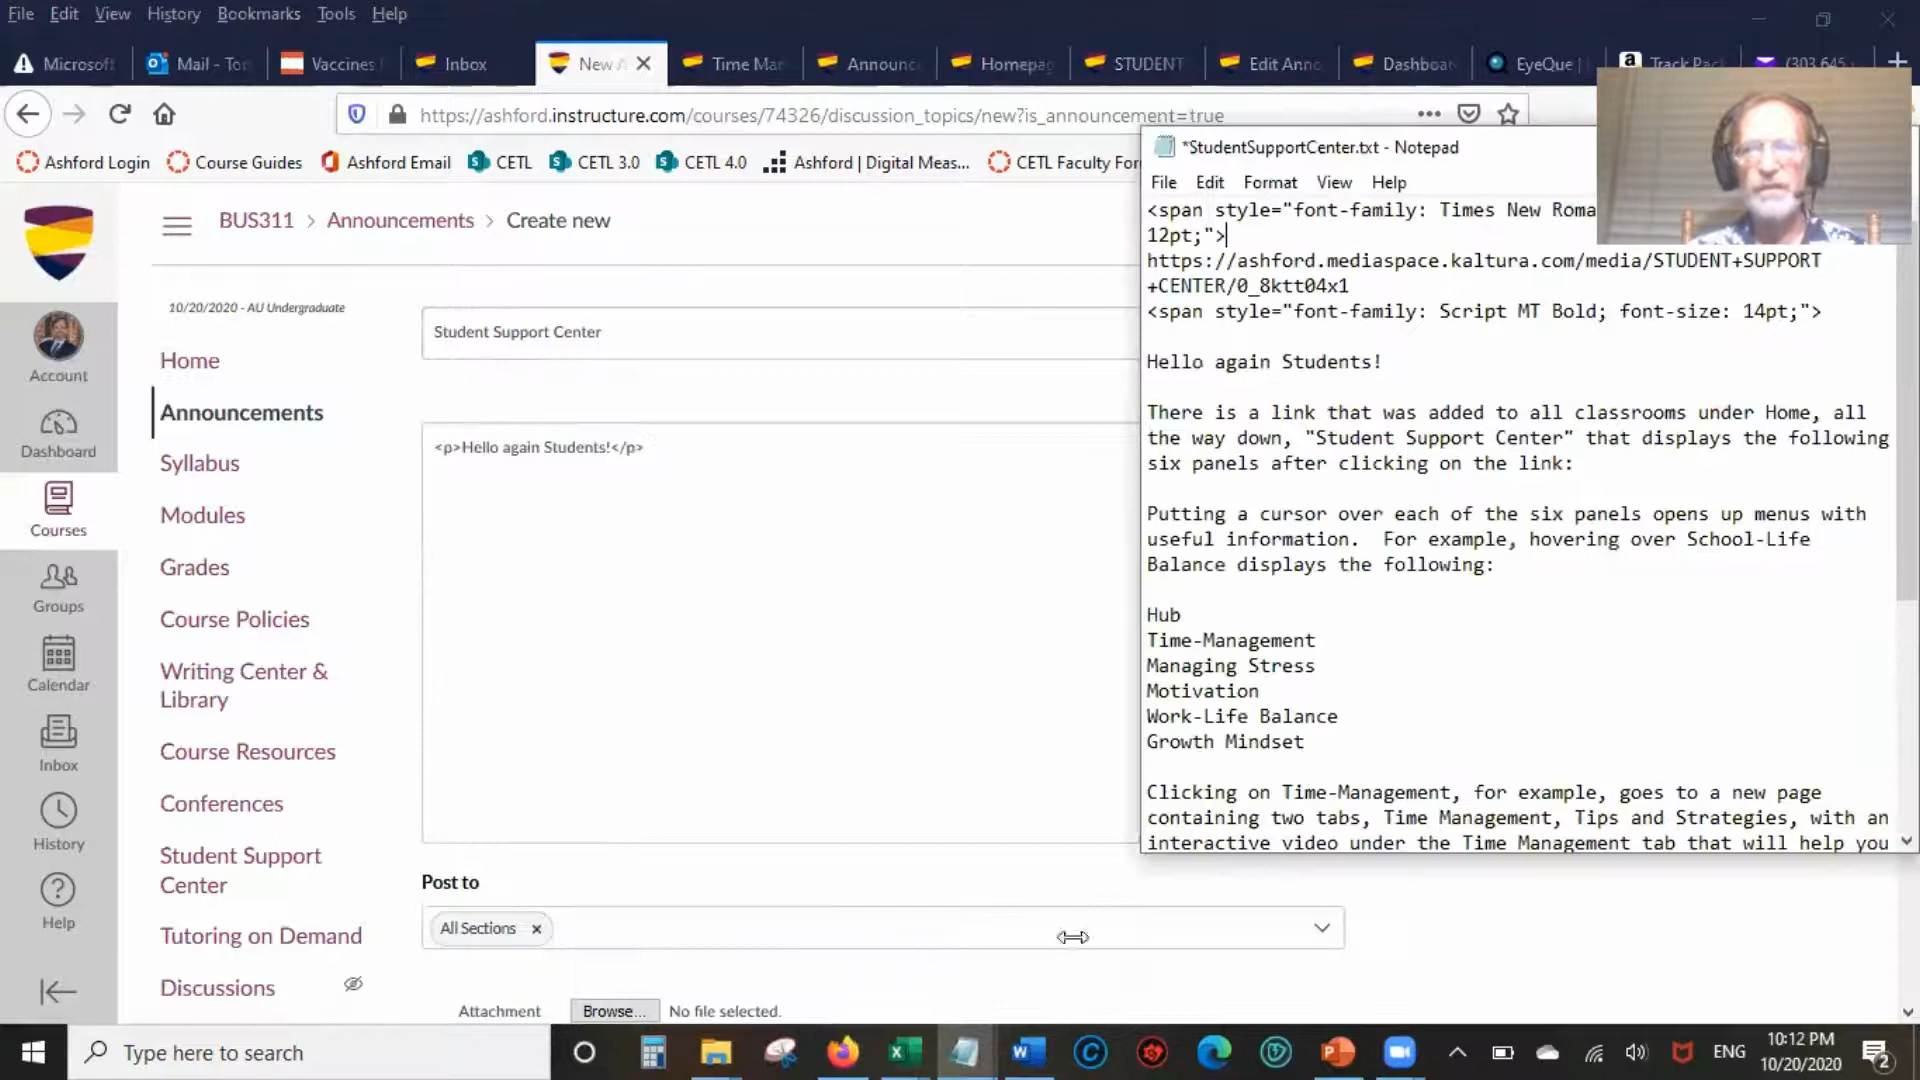 File Edit View History Bookmarks Tools Help
Microsoft Mail - Tom Vaccines Inbox New A Time Man Announc Homepag STUDENT Edit Anno Dashboar EyeQue | Track Pack (303 645
https://ashford.instructure.com/courses/74326/discussion_topics/new?is_announcement=true
Ashford Login Course Guides Ashford Email CETL CETL 3.0 CETL 4.0 Ashford | Digital Meas... CETL Faculty For
*StudentSupportCenter.txt - Notepad
File Edit Format View Help
<span style="font-family: Times New Roma
12pt;">
https://ashford.mediaspace.kaltura.com/media/STUDENT+SUPPORT
+CENTER/0_8ktt04x1
<span style="font-family: Script MT Bold; font-size: 14pt;">
Hello again Students!
There is a link that was added to all classrooms under Home, all
the way down, "Student Support Center" that displays the following
six panels after clicking on the link:
Putting a cursor over each of the six panels opens up menus with
useful information.  For example, hovering over School-Life
Balance displays the following:
Hub
Time-Management
Managing Stress
Motivation
Work-Life Balance
Growth Mindset
Clicking on Time-Management, for example, goes to a new page
containing two tabs, Time Management, Tips and Strategies, with an
interactive video under the Time Management tab that will help you
BUS311 > Announcements > Create new
10/20/2020 - AU Undergraduate
Home
Announcements
Syllabus
Modules
Grades
Course Policies
Writing Center &
Library
Course Resources
Conferences
Student Support
Center
Tutoring on Demand
Discussions
Account
Dashboard
Courses
Groups
Calendar
Inbox
History
Help
Student Support Center
<p>Hello again Students!</p>
Post to
All Sections ×
Attachment Browse... No file selected.
Type here to search
ENG
10:12 PM
10/20/2020
2